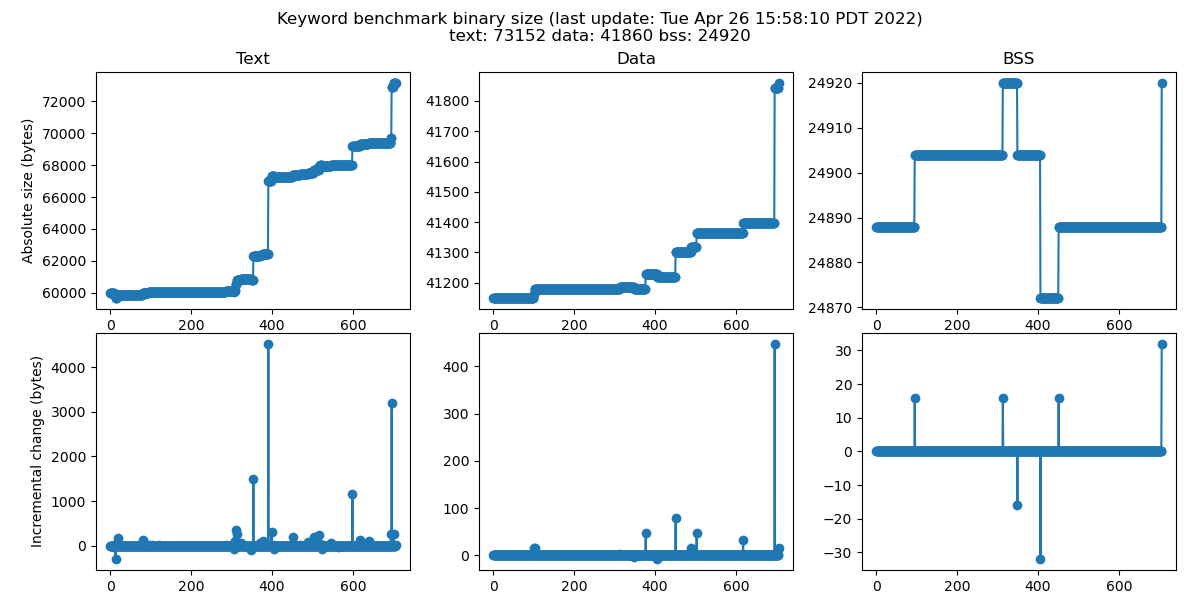 Keyword benchmark binary size (last update: Tue Apr 26 15:58:10 PDT 2022)
text: 73152 data: 41860 bss: 24920
Text
Data
BSS
Absolute size (bytes)
72000
70000
68000
66000
64000
62000
60000
0 200 400 600
41800
41700
41600
41500
41400
41300
41200
0 200 400 600
24920
24910
24900
24890
24880
24870
0 200 400 600
Incremental change (bytes)
4000
3000
2000
1000
0
0 200 400 600
400
300
200
100
0
0 200 400 600
30
20
10
0
−10
−20
−30
0 200 400 600